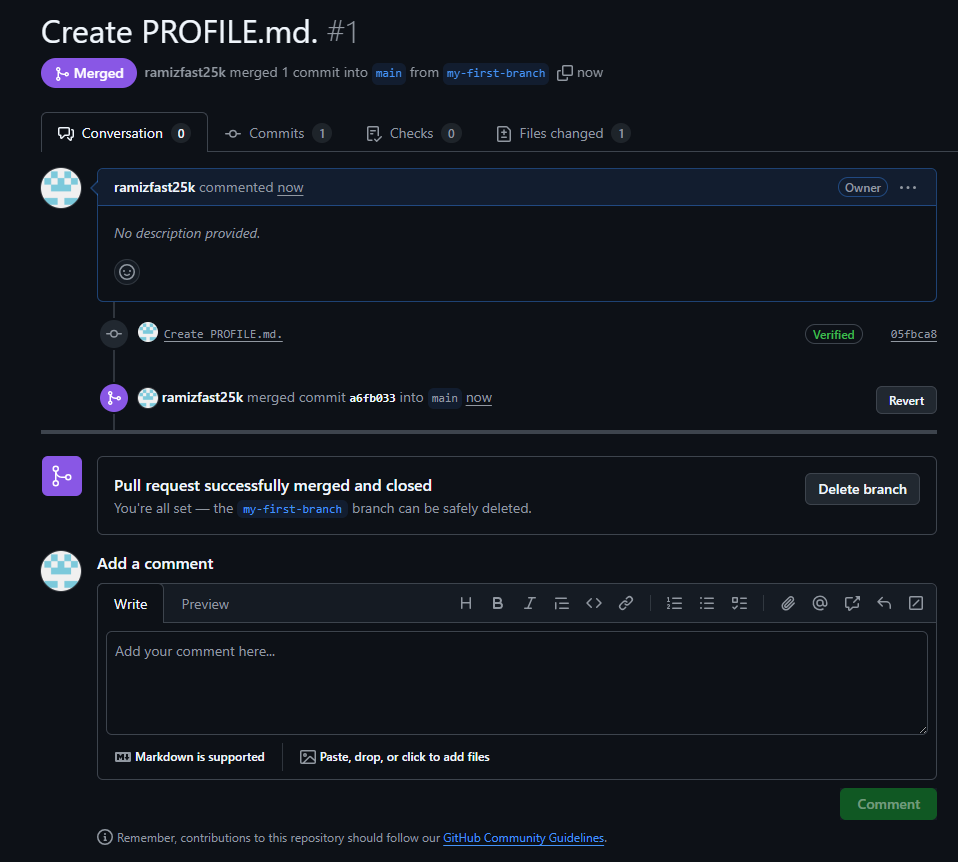 Create PROFILE.md. #1
Merged ramizfast25k merged 1 commit into main from my-first-branch now
Conversation 0 Commits 1 Checks 0 Files changed 1
ramizfast25k commented now Owner
No description provided.
Create PROFILE.md. Verified 05fbca8
ramizfast25k merged commit a6fb033 into main now Revert
Pull request successfully merged and closed
You're all set — the my-first-branch branch can be safely deleted.
Delete branch
Add a comment
Write Preview
Add your comment here...
Markdown is supported Paste, drop, or click to add files
Comment
Remember, contributions to this repository should follow our GitHub Community Guidelines.